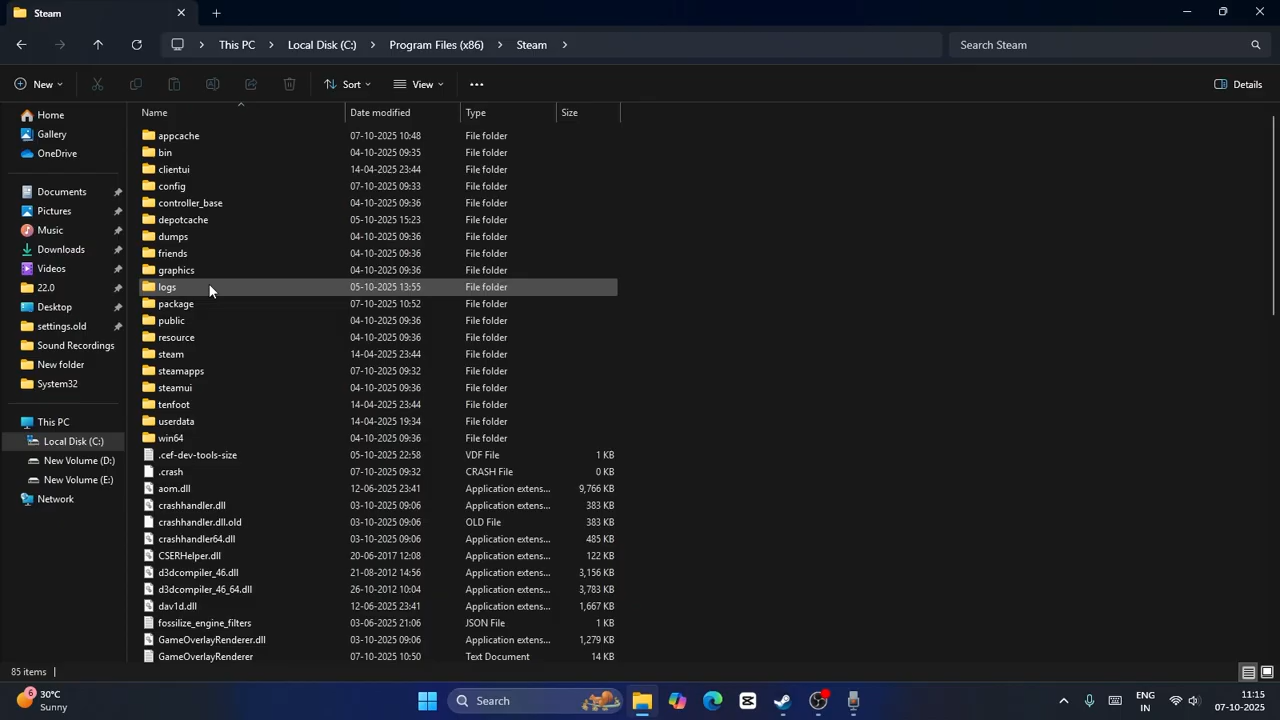 Steam
This PC > Local Disk (C:) > Program Files (x86) > Steam >
Search Steam
New
Sort
View
Details
Name Date modified Type Size
Home
Gallery
OneDrive
Documents
Pictures
Music
Downloads
Videos
22.0
Desktop
settings.old
Sound Recordings
New folder
System32
This PC
Local Disk (C:)
New Volume (D:)
New Volume (E:)
Network
appcache 07-10-2025 10:48 File folder
bin 04-10-2025 09:35 File folder
clientui 14-04-2025 23:44 File folder
config 07-10-2025 09:33 File folder
controller_base 04-10-2025 09:36 File folder
depotcache 05-10-2025 15:23 File folder
dumps 04-10-2025 09:36 File folder
friends 04-10-2025 09:36 File folder
graphics 04-10-2025 09:36 File folder
logs 05-10-2025 13:55 File folder
package 07-10-2025 10:52 File folder
public 04-10-2025 09:36 File folder
resource 04-10-2025 09:36 File folder
steam 14-04-2025 23:44 File folder
steamapps 07-10-2025 09:32 File folder
steamui 04-10-2025 09:36 File folder
tenfoot 14-04-2025 23:44 File folder
userdata 14-04-2025 19:34 File folder
win64 04-10-2025 09:36 File folder
.cef-dev-tools-size 05-10-2025 22:58 VDF File 1 KB
.crash 07-10-2025 09:32 CRASH File 0 KB
aom.dll 12-06-2025 23:41 Application extens... 9,766 KB
crashhandler.dll 03-10-2025 09:06 Application extens... 383 KB
crashhandler.dll.old 03-10-2025 09:06 OLD File 383 KB
crashhandler64.dll 03-10-2025 09:06 Application extens... 485 KB
CSERHelper.dll 20-06-2017 12:08 Application extens... 122 KB
d3dcompiler_46.dll 21-08-2012 14:56 Application extens... 3,156 KB
d3dcompiler_46_64.dll 26-10-2012 10:04 Application extens... 3,783 KB
dav1d.dll 12-06-2025 23:41 Application extens... 1,667 KB
fossilize_engine_filters 03-06-2025 21:06 JSON File 1 KB
GameOverlayRenderer.dll 03-10-2025 09:06 Application extens... 1,279 KB
GameOverlayRenderer 07-10-2025 10:50 Text Document 14 KB
85 items
6
30°C
Sunny
Search
ENG
IN
11:15
07-10-2025